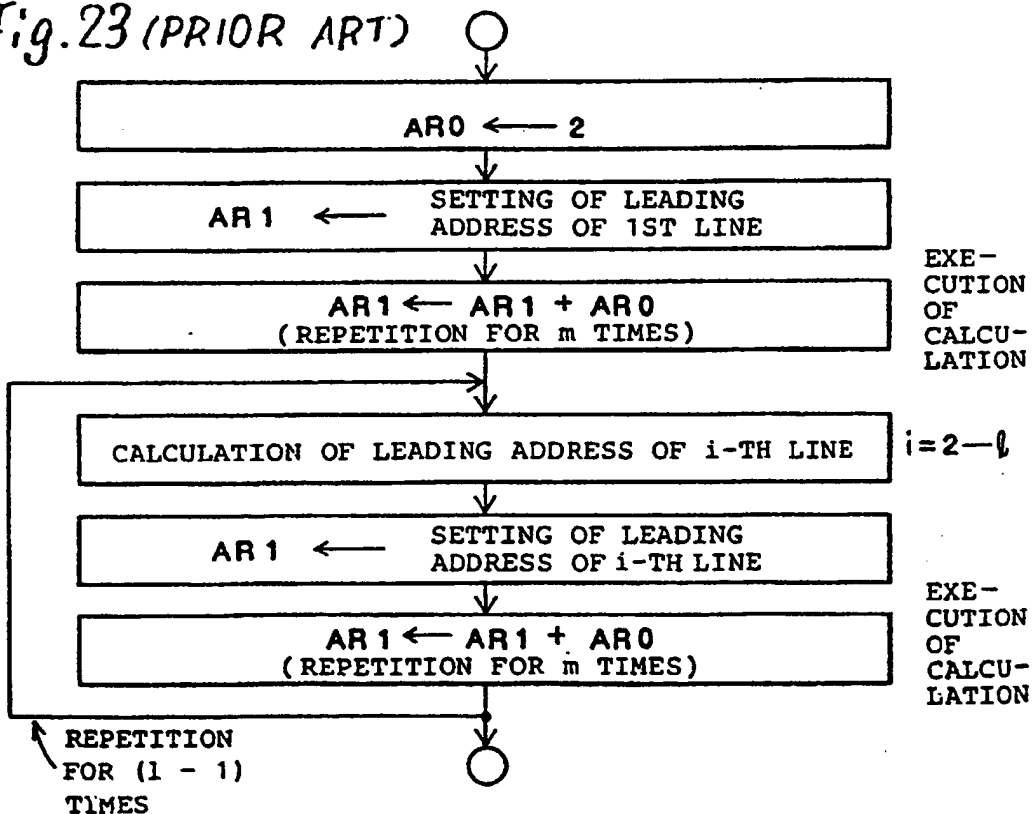 Fig. 23 (PRIOR ART)
AR0 ← 2
AR1 ← SETTING OF LEADING
ADDRESS OF 1ST LINE
AR1 ← AR1 + AR0
(REPETITION FOR m TIMES)
EXE-
CUTION
OF
CALCU-
LATION
CALCULATION OF LEADING ADDRESS OF i-TH LINE
i=2—ℓ
AR1 ← SETTING OF LEADING
ADDRESS OF i-TH LINE
AR1 ← AR1 + AR0
(REPETITION FOR m TIMES)
EXE-
CUTION
OF
CALCU-
LATION
REPETITION
FOR (l - 1)
TIMES